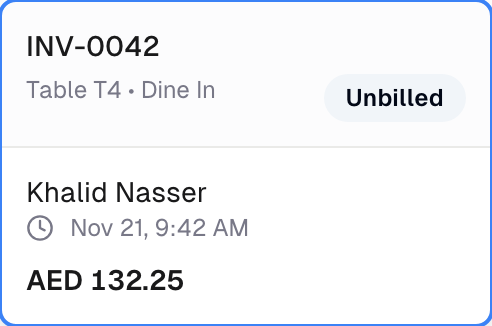 INV-0042
Table T4 • Dine In
Unbilled
Khalid Nasser
Nov 21, 9:42 AM
AED 132.25